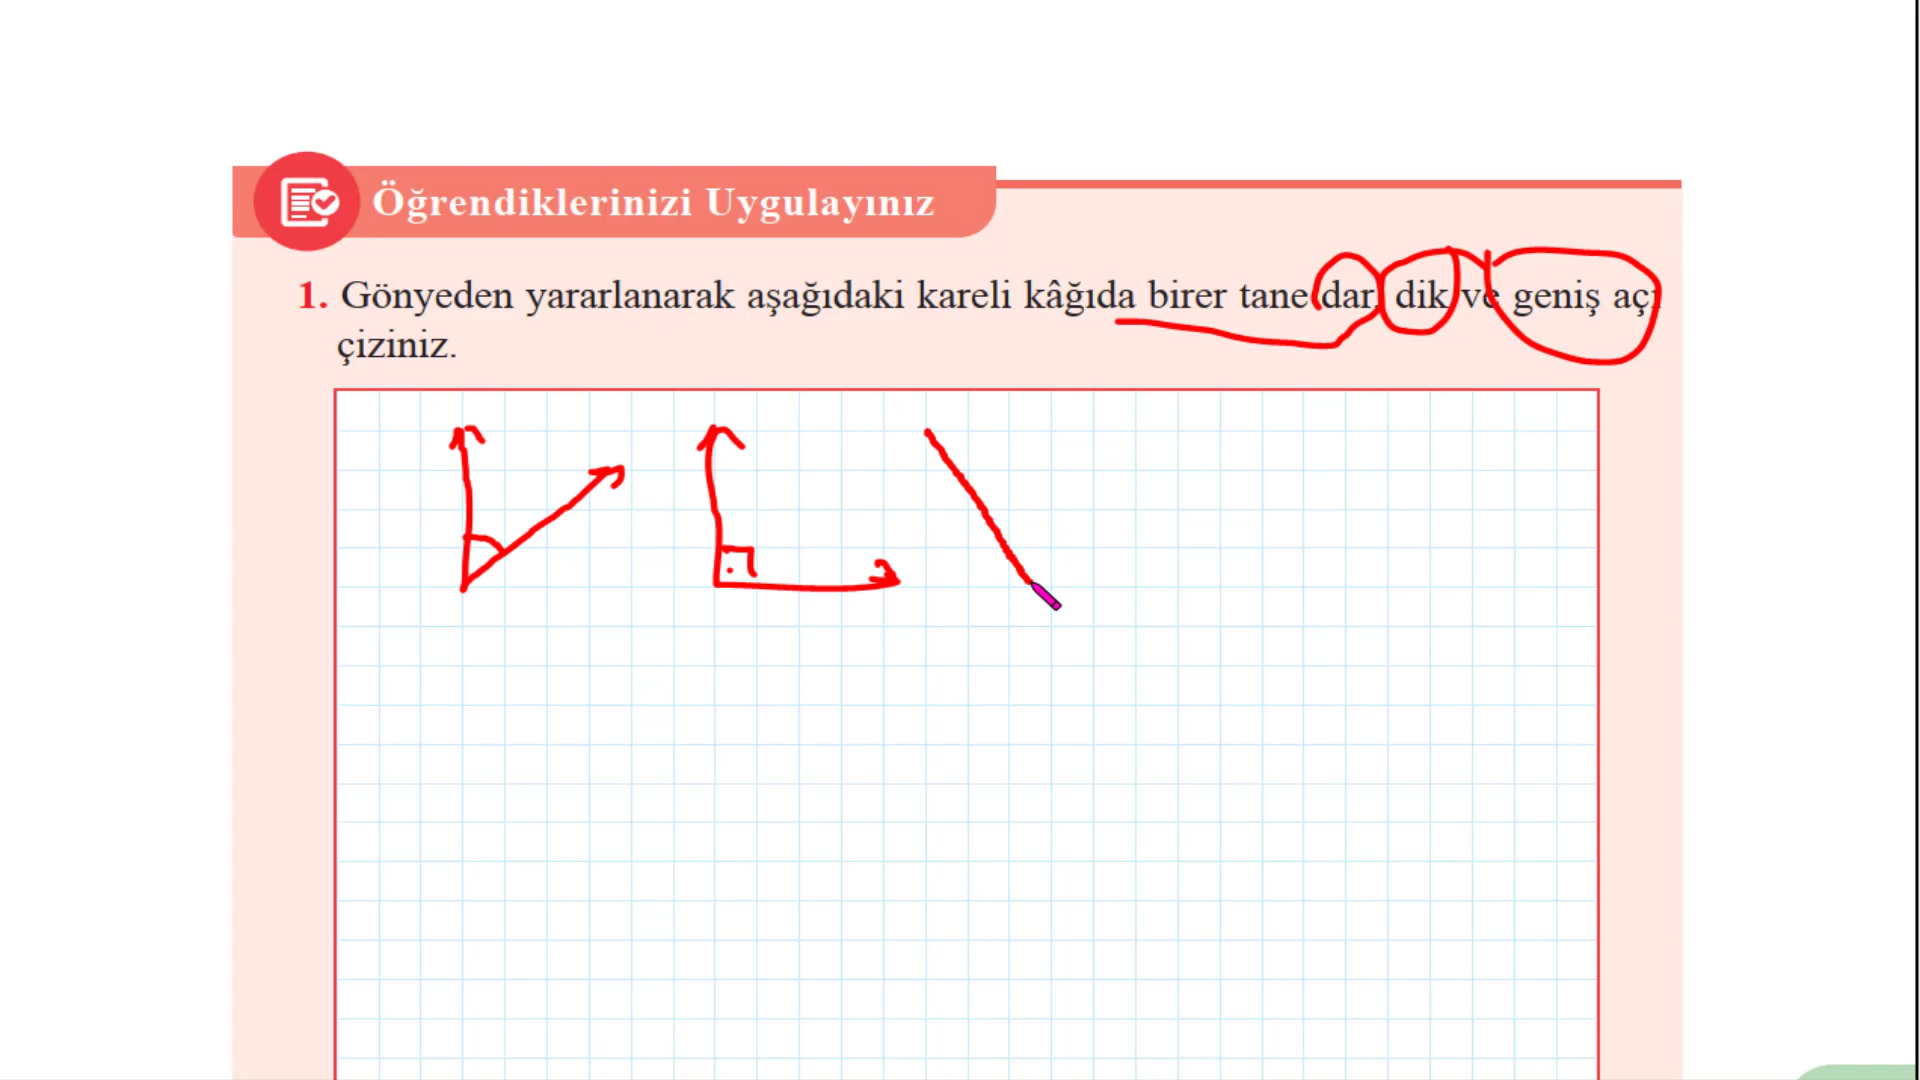 Öğrendiklerinizi Uygulayınız
1. Gönyeden yararlanarak aşağıdaki kareli kâğıda birer tane dar, dik ve geniş açı
çiziniz.